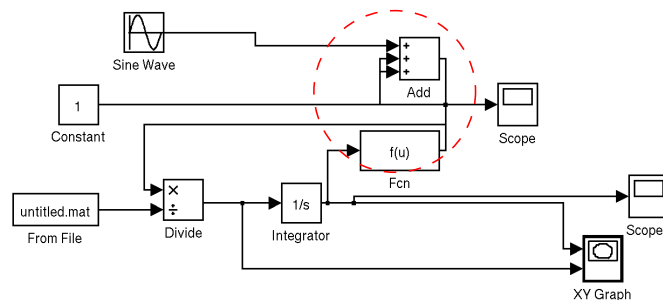 Sine Wave
+
+
+
Add
1
Constant
Scope
f(u)
Fcn
untitled.mat
From File
×
÷
Divide
1/s
Integrator
Scope
XY Graph